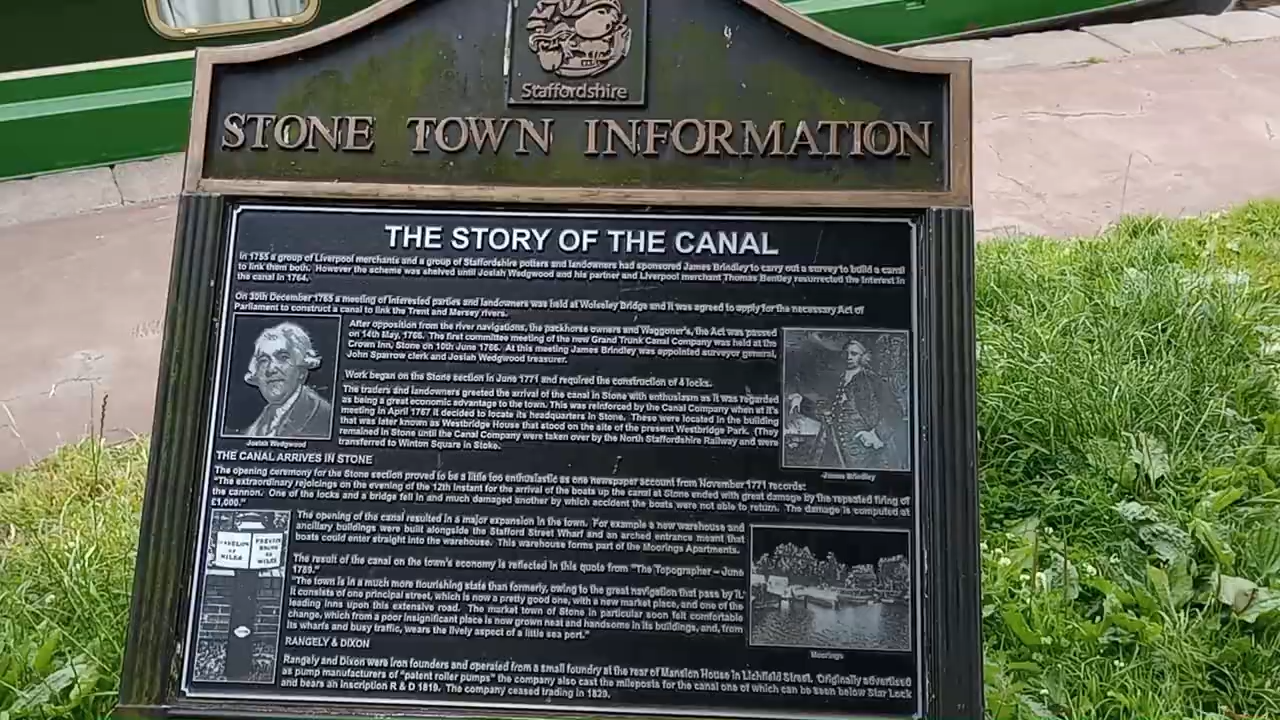 Staffordshire
STONE TOWN INFORMATION
THE STORY OF THE CANAL
In 1755 a group of Liverpool merchants and a group of Staffordshire potters and landowners had sponsored James Brindley to carry out a survey to build a canal
to link them both. However the scheme was shelved until Josiah Wedgwood and his partner and Liverpool merchant Thomas Bentley resurrected the interest in
the canal in 1764.
On 30th December 1765 a meeting of interested parties and landowners was held at Wolseley Bridge and it was agreed to apply for the necessary Act of
Parliament to construct a canal to link the Trent and Mersey rivers.
After opposition from the river navigations, the packhorse owners and Waggoner's, the Act was passed
on 14th May, 1766. The first committee meeting of the new Grand Trunk Canal Company was held at the
Crown Inn, Stone on 10th June 1766. At this meeting James Brindley was appointed surveyor general,
John Sparrow clerk and Josiah Wedgwood treasurer.
Work began on the Stone section in June 1771 and required the construction of 4 locks.
The traders and landowners greeted the arrival of the canal in Stone with enthusiasm as it was regarded
as being a great economic advantage to the town. This was reinforced by the Canal Company when at it's
meeting in April 1767 it decided to locate its headquarters in Stone. These were located in the building
that was later known as Westbridge House that stood on the site of the present Westbridge Park. (They
remained in Stone until the Canal Company were taken over by the North Staffordshire Railway and were
transferred to Winton Square in Stoke.
Josiah Wedgwood
James Brindley
THE CANAL ARRIVES IN STONE
The opening ceremony for the Stone section proved to be a little too enthusiastic as one newspaper account from November 1771 records:
"The extraordinary rejoicings on the evening of the 12th instant for the arrival of the boats up the canal at Stone ended with great damage by the repeated firing of
the cannon. One of the locks and a bridge fell in and much damaged another by which accident the boats were not able to return. The damage is computed at
£1,000."
The opening of the canal resulted in a major expansion in the town. For example a new warehouse and
ancillary buildings were built alongside the Stafford Street Wharf and an arched entrance meant that
boats could enter straight into the warehouse. This warehouse forms part of the Moorings Apartments.
The result of the canal on the town's economy is reflected in this quote from "The Topographer – June
1789."
"The town is in a much more flourishing state than formerly, owing to the great navigation that pass by it.
It consists of one principal street, which is now a pretty good one, with a new market place, and one of the
leading inns upon this extensive road. The market town of Stone in particular soon felt comfortable
change, which from a poor insignificant place is now grown neat and handsome in its buildings, and, from
its wharfs and busy traffic, wears the lively aspect of a little sea port."
Moorings
RANGELY & DIXON
Rangely and Dixon were iron founders and operated from a small foundry at the rear of Mansion House in Lichfield Street. Originally advertised
as pump manufacturers of "patent roller pumps" the company also cast the mileposts for the canal one of which can be seen below Star Lock
and bears an inscription R & D 1819. The company ceased trading in 1829.